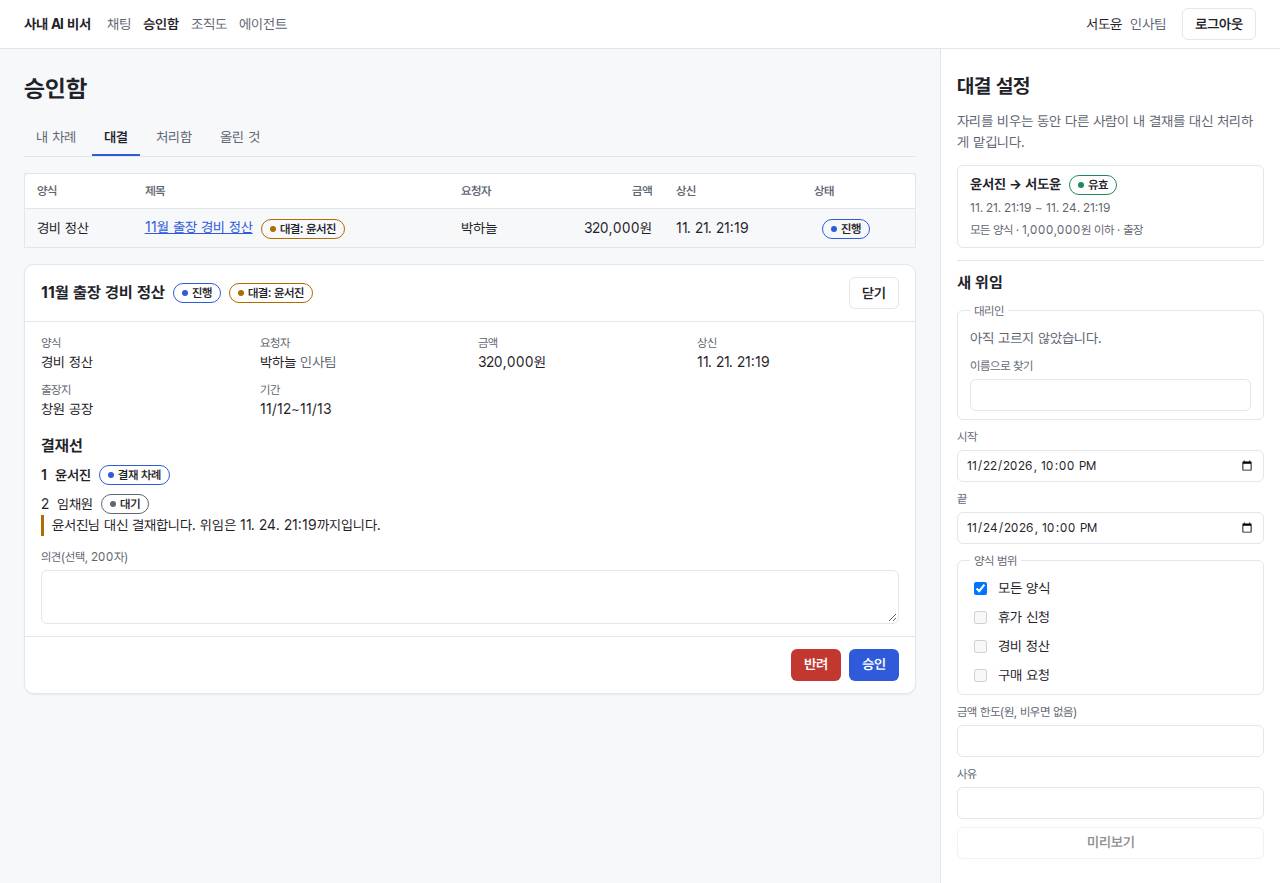 사내 AI 비서 채팅 승인함 조직도 에이전트 서도윤 인사팀 로그아웃
승인함
내 차례 대결 처리함 올린 것
양식 제목 요청자 금액 상신 상태
경비 정산 11월 출장 경비 정산 대결: 윤서진 박하늘 320,000원 11. 21. 21:19 진행
11월 출장 경비 정산 진행 대결: 윤서진 닫기
양식 요청자 금액 상신
경비 정산 박하늘 인사팀 320,000원 11. 21. 21:19
출장지 기간
창원 공장 11/12~11/13
결재선
1 윤서진 결재 차례
2 임채원 대기
윤서진님 대신 결재합니다. 위임은 11. 24. 21:19까지입니다.
의견(선택, 200자)
반려 승인
대결 설정
자리를 비우는 동안 다른 사람이 내 결재를 대신 처리하
게 맡깁니다.
윤서진 → 서도윤 유효
11. 21. 21:19 ~ 11. 24. 21:19
모든 양식 · 1,000,000원 이하 · 출장
새 위임
대리인
아직 고르지 않았습니다.
이름으로 찾기
시작
11/22/2026, 10:00 PM
끝
11/24/2026, 10:00 PM
양식 범위
모든 양식
휴가 신청
경비 정산
구매 요청
금액 한도(원, 비우면 없음)
사유
미리보기